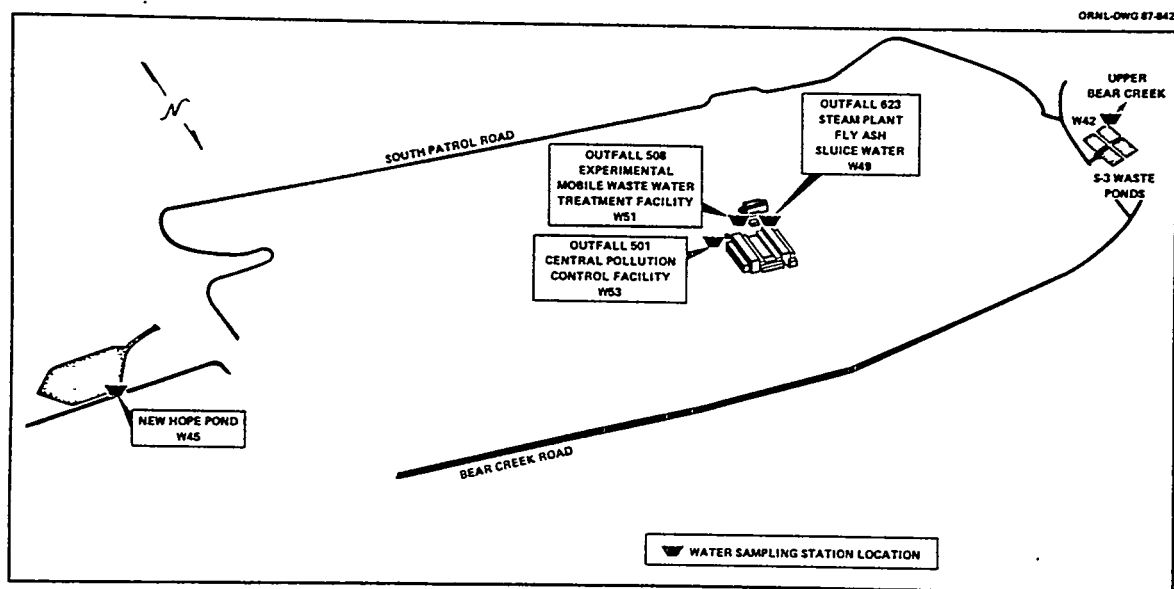 ORNL-DWG 87-842
N
SOUTH PATROL ROAD
OUTFALL 508
EXPERIMENTAL
MOBILE WASTE WATER
TREATMENT FACILITY
W51
OUTFALL 623
STEAM PLANT
FLY ASH
SLUICE WATER
W49
UPPER
BEAR CREEK
W42
S-3 WASTE
PONDS
OUTFALL 501
CENTRAL POLLUTION
CONTROL FACILITY
W53
NEW HOPE POND
W45
BEAR CREEK ROAD
WATER SAMPLING STATION LOCATION